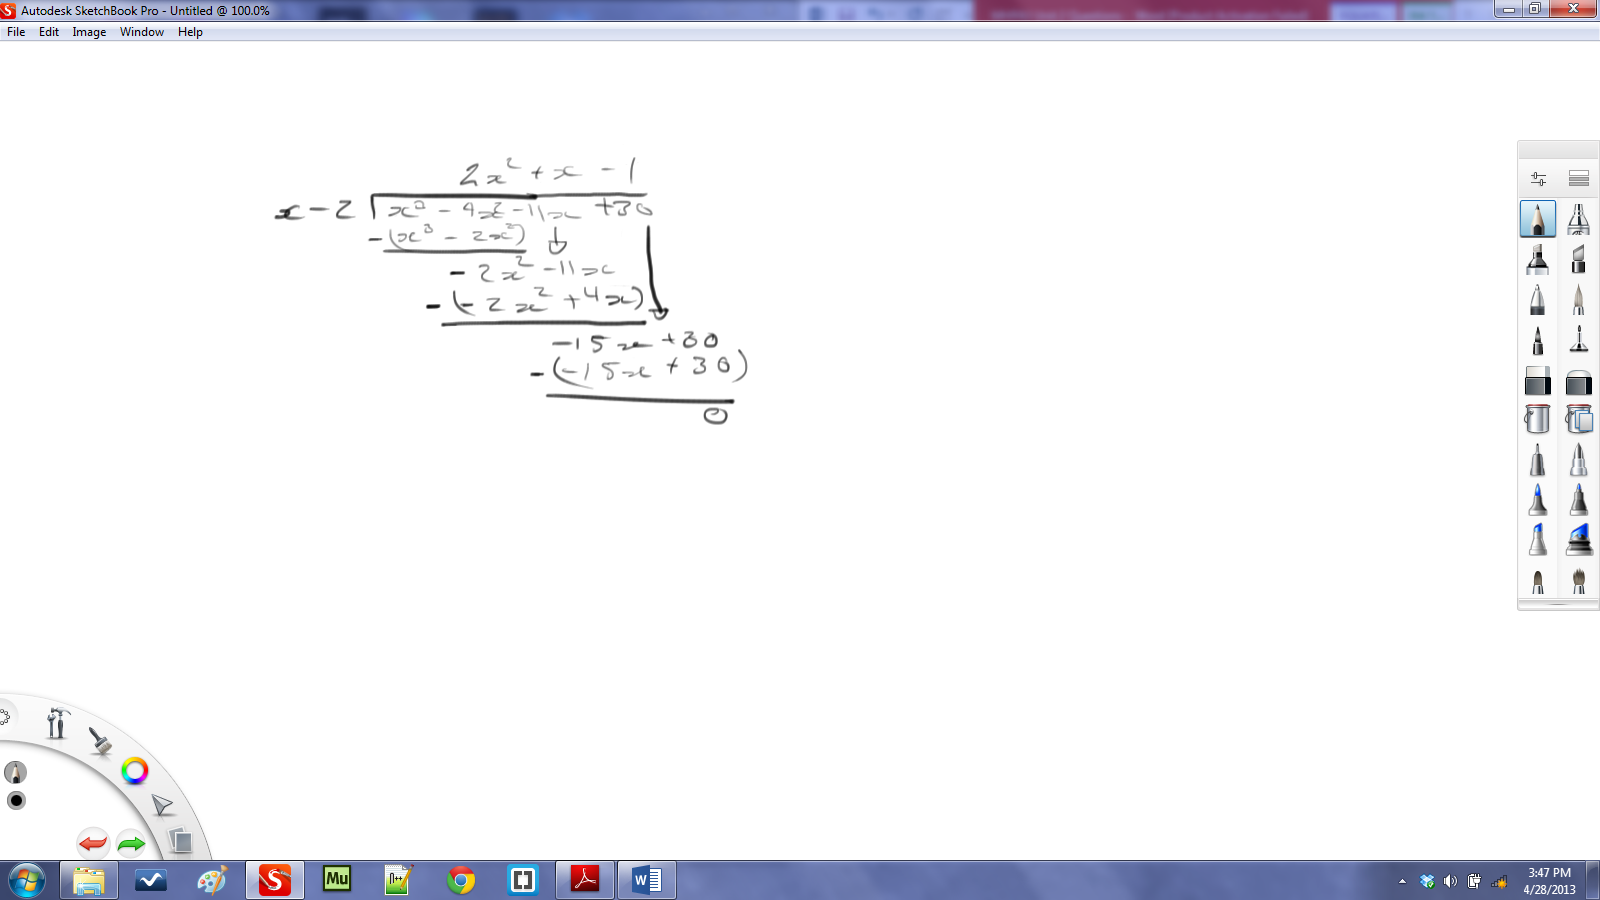 Autodesk SketchBook Pro - Untitled @ 100.0%
File Edit Image Window Help
2x² + x - 1
x - 2 x³ - 4x² - 11x + 30
- (x³ - 2x²)
- 2x² - 11x
- (- 2x² + 4x)
- 15x + 30
- (- 15x + 30)
0
Mu
3:47 PM
4/28/2013